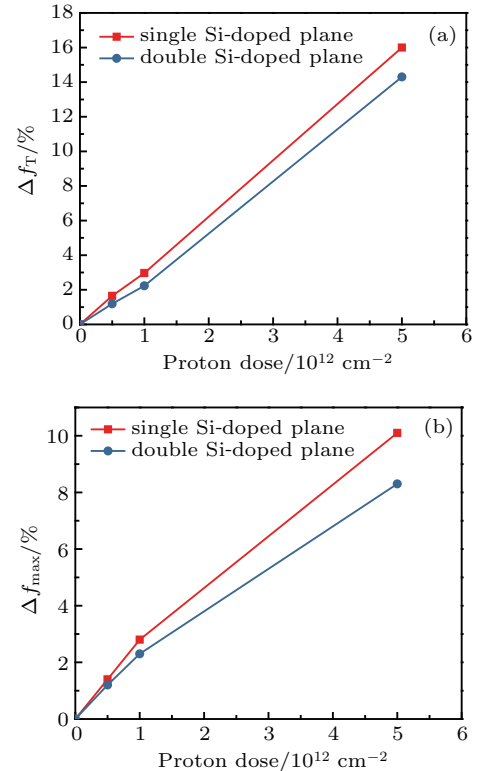 18
(a)
single Si-doped plane
16
double Si-doped plane
14
12
10
8
6
4
2
0
Δf_T/%
0 1 2 3 4 5 6
Proton dose/10¹² cm⁻²
(b)
single Si-doped plane
10
double Si-doped plane
8
6
4
2
0
Δf_max/%
0 1 2 3 4 5 6
Proton dose/10¹² cm⁻²